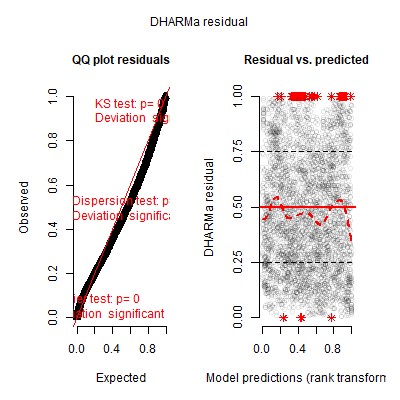 DHARMa residual
QQ plot residuals
Residual vs. predicted
KS test: p= 0
Deviation sig
Dispersion test: p
Deviation significa
test: p= 0
ation significant
Observed
0.0 0.2 0.4 0.6 0.8 1.0
0.0 0.4 0.8
Expected
DHARMa residual
0.00 0.25 0.50 0.75 1.00
0.0 0.4 0.8
Model predictions (rank transform